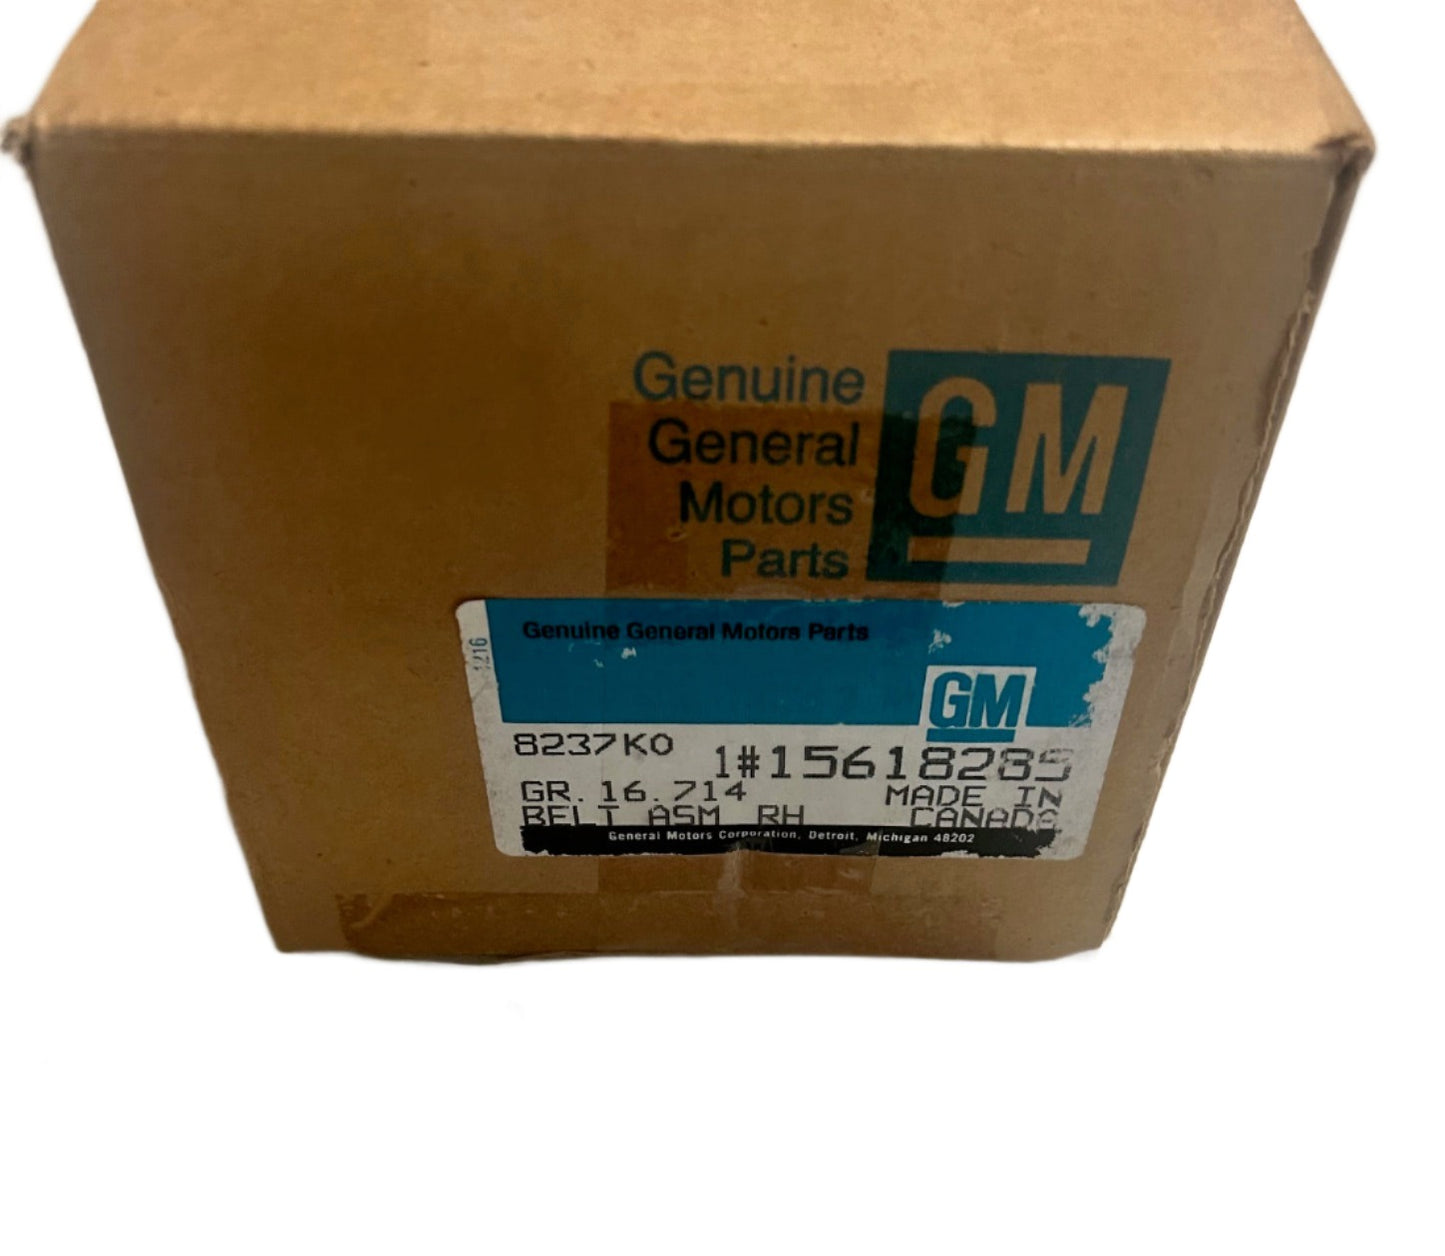 Genuine
General
Motors
Parts
GM
1216
Genuine General Motors Parts
GM
8237K0 1#15618285
GR. 16.714 MADE IN
BELT ASM RH CANADA
General Motors Corporation, Detroit, Michigan 48202